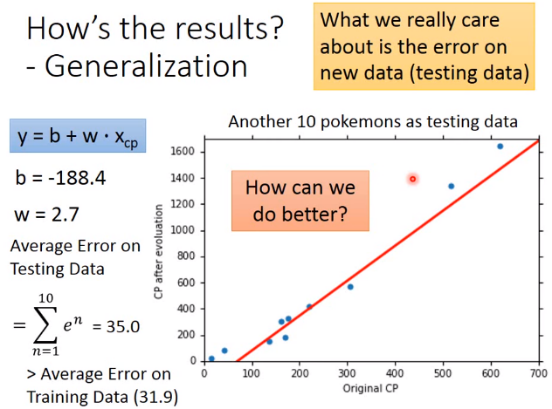 How's the results?
- Generalization
What we really care
about is the error on
new data (testing data)
y = b + w · x_cp
b = -188.4
w = 2.7
Average Error on
Testing Data
= ∑_{n=1}^{10} e^n = 35.0
> Average Error on
Training Data (31.9)
Another 10 pokemons as testing data
How can we
do better?
CP after evoluation
1600
1400
1200
1000
800
600
400
200
0
0 100 200 300 400 500 600 700
Original CP